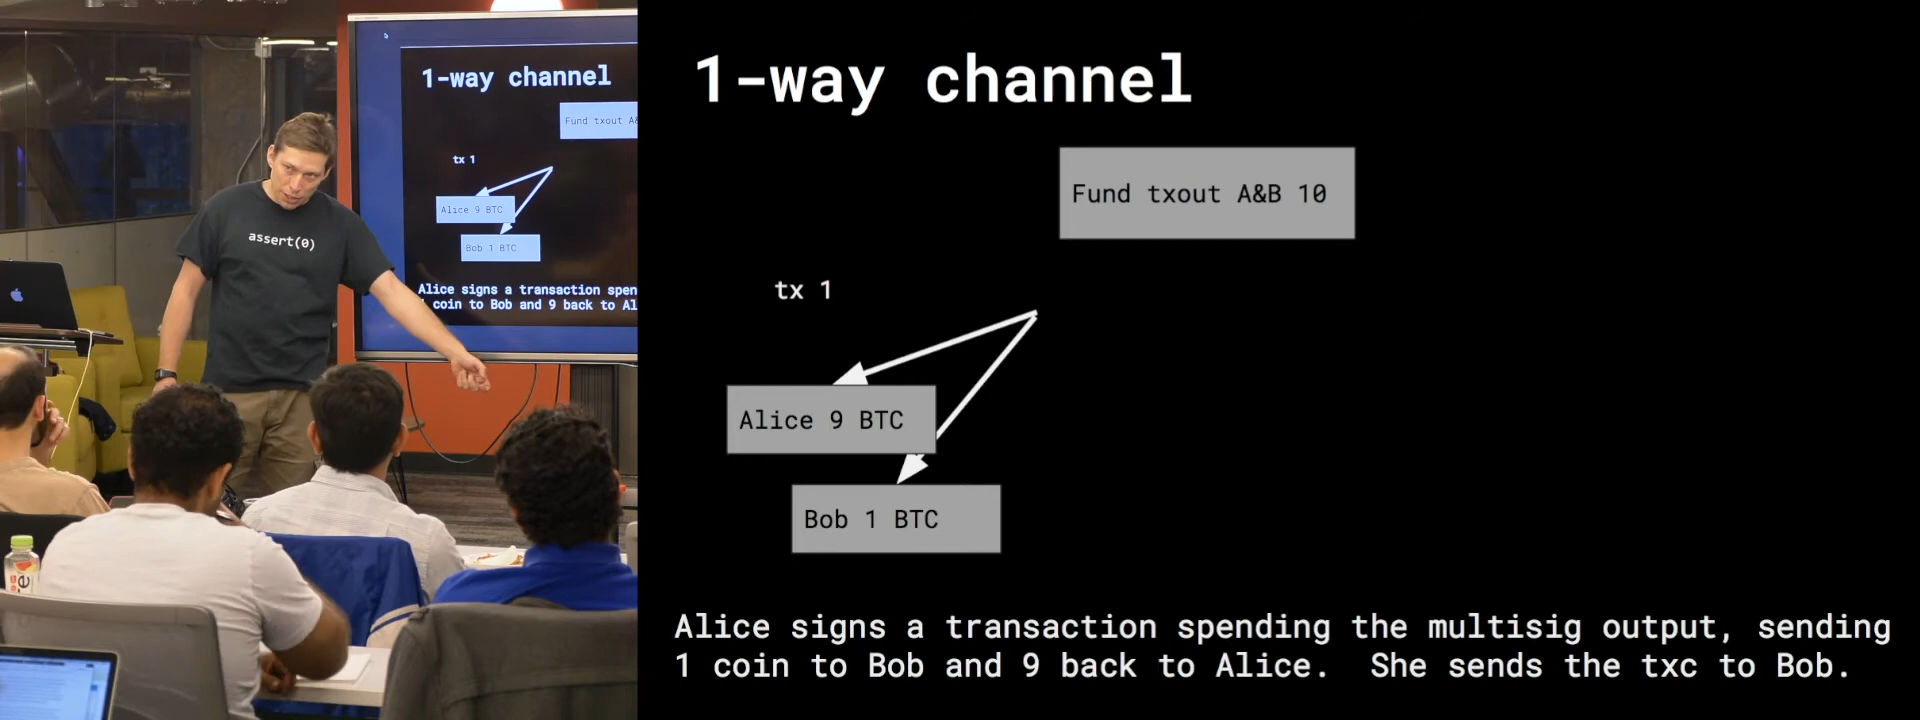 1-way channel
Fund txout A&
tx 1
Alice 9 BTC
Bob 1 BTC
Alice signs a transaction spen
coin to Bob and 9 back to Al
assert(0)
1-way channel
Fund txout A&B 10
tx 1
Alice 9 BTC
Bob 1 BTC
Alice signs a transaction spending the multisig output, sending
1 coin to Bob and 9 back to Alice.  She sends the txc to Bob.